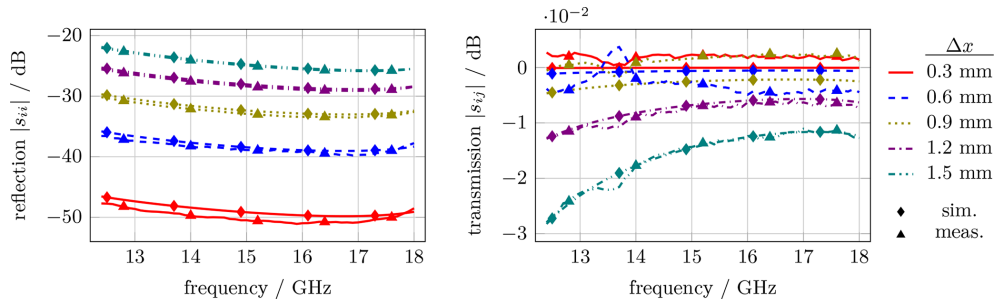 −20
−30
−40
−50
13 14 15 16 17 18
frequency / GHz
reflection |s_ii| / dB
·10⁻²
0
−1
−2
−3
13 14 15 16 17 18
frequency / GHz
transmission |s_ij| / dB
Δx
0.3 mm
0.6 mm
0.9 mm
1.2 mm
1.5 mm
sim.
meas.